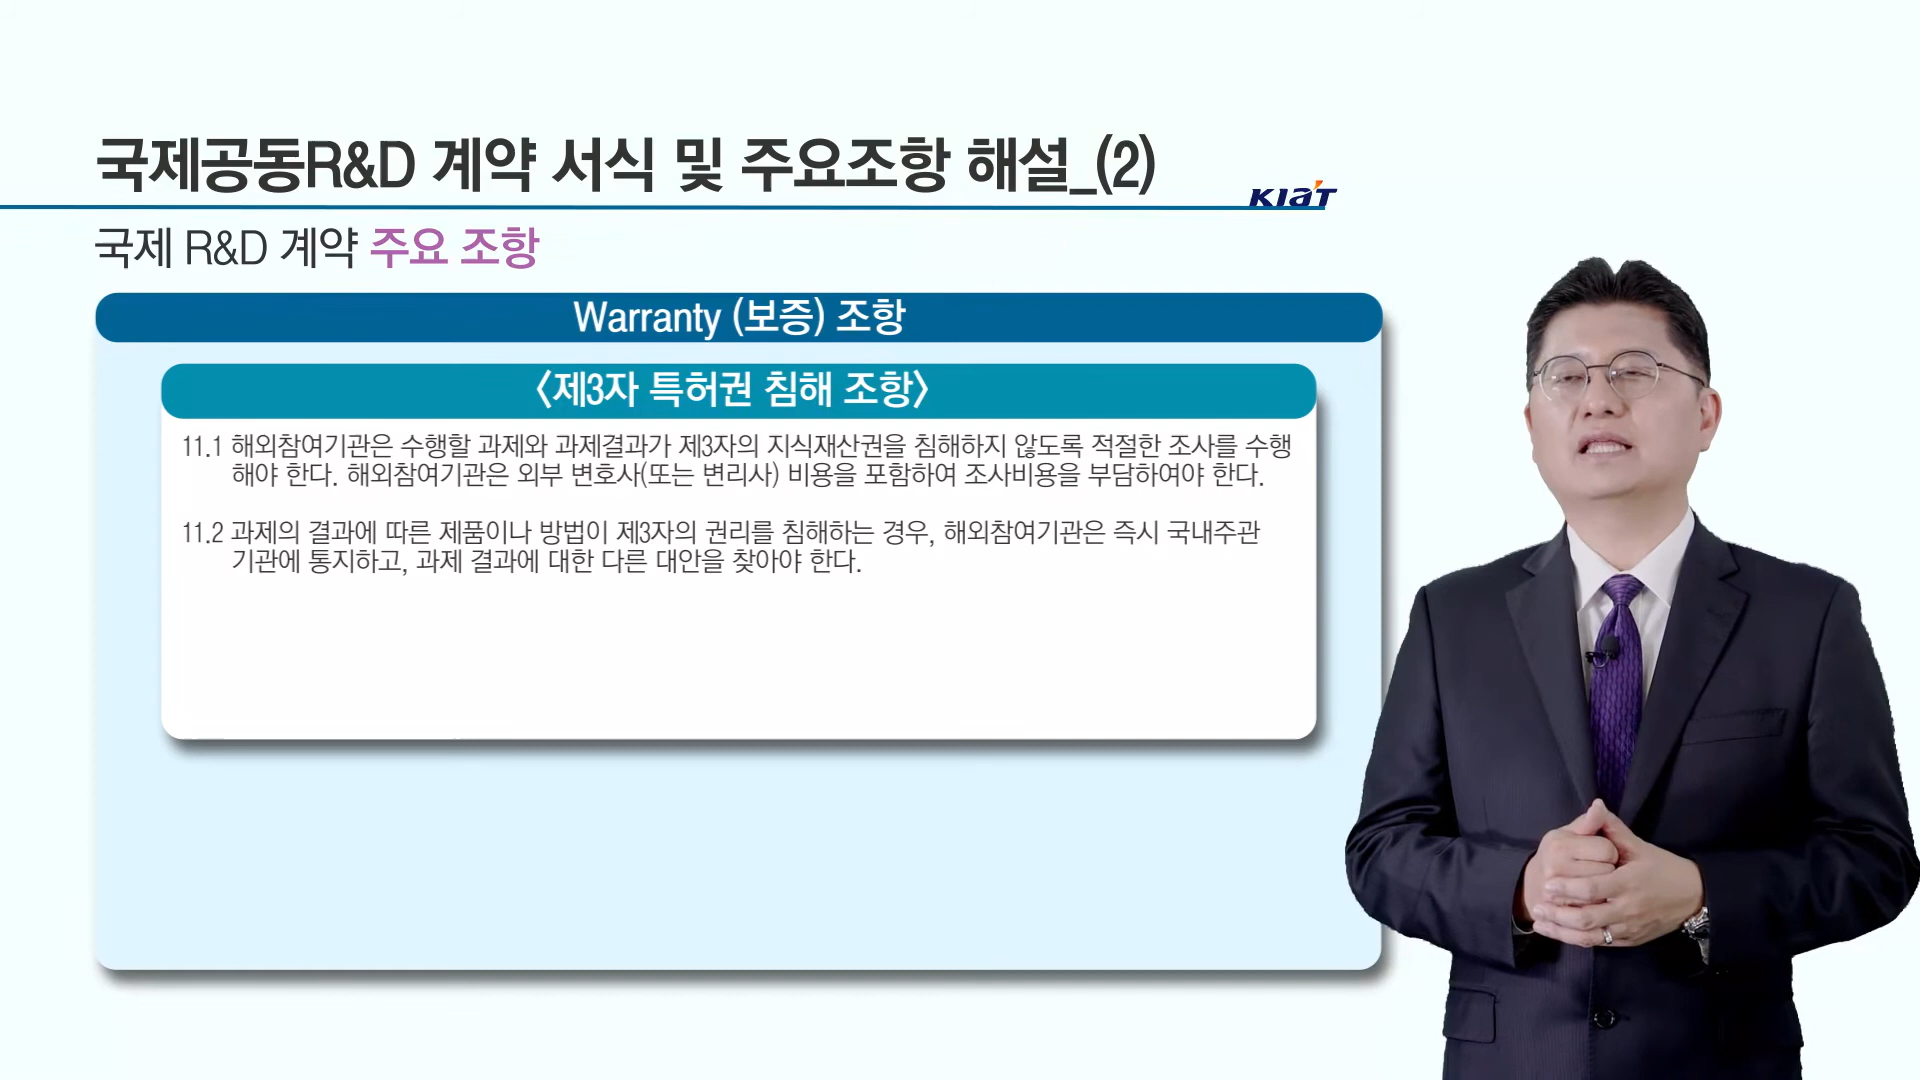 국제공동R&D 계약 서식 및 주요조항 해설_(2)
KIAT
국제 R&D 계약 주요 조항
Warranty (보증) 조항
〈제3자 특허권 침해 조항〉
11.1 해외참여기관은 수행할 과제와 과제결과가 제3자의 지식재산권을 침해하지 않도록 적절한 조사를 수행
해야 한다. 해외참여기관은 외부 변호사(또는 변리사) 비용을 포함하여 조사비용을 부담하여야 한다.
11.2 과제의 결과에 따른 제품이나 방법이 제3자의 권리를 침해하는 경우, 해외참여기관은 즉시 국내주관
기관에 통지하고, 과제 결과에 대한 다른 대안을 찾아야 한다.